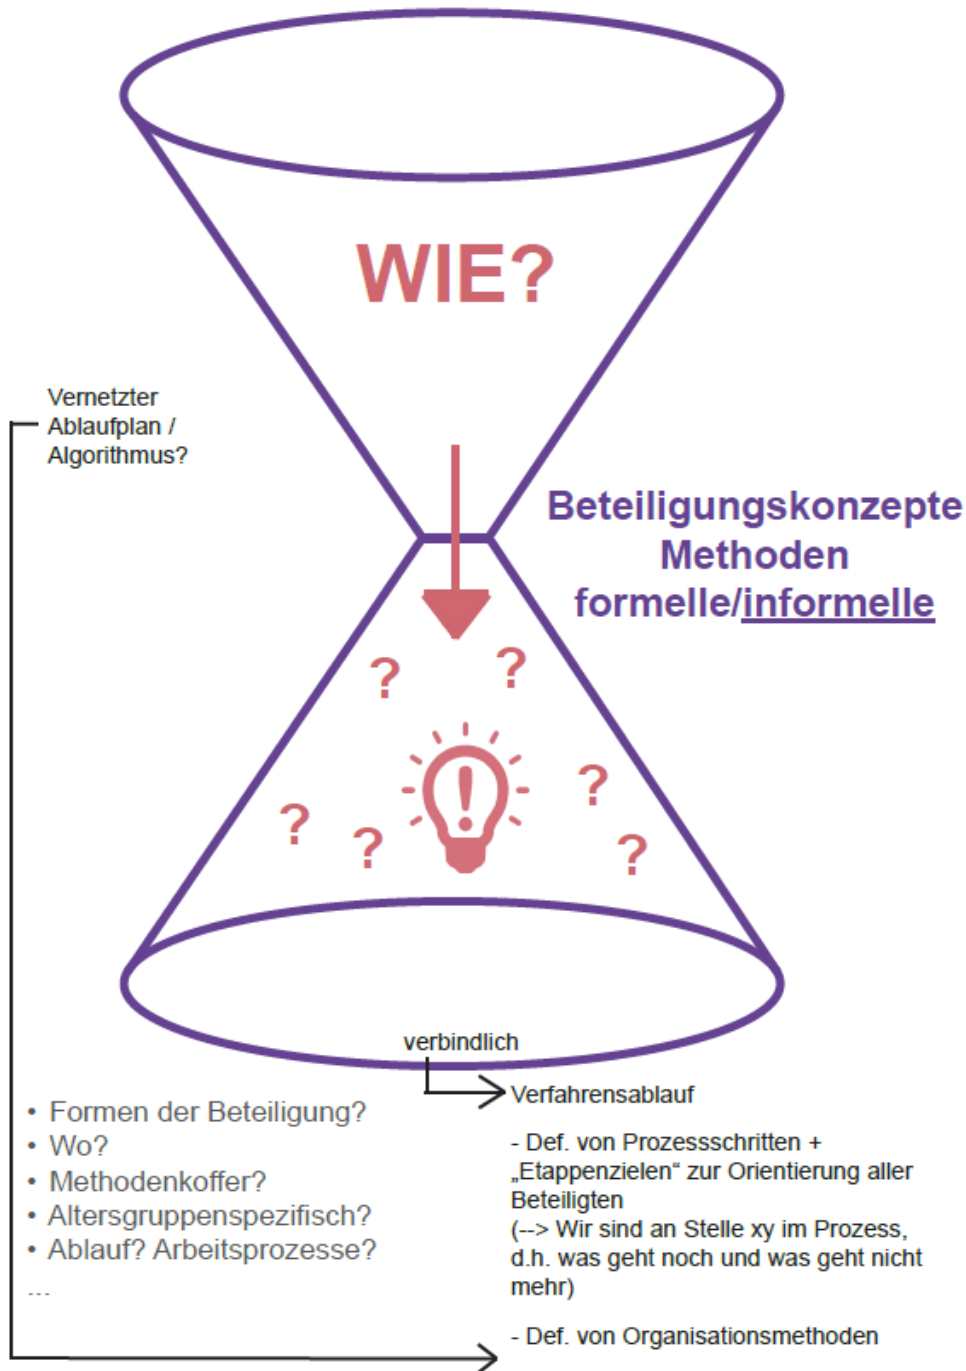 WIE?
Vernetzter
Ablaufplan /
Algorithmus?
Beteiligungskonzepte
Methoden
formelle/informelle
?
?
!
?
?
?
?
verbindlich
Verfahrensablauf
• Formen der Beteiligung?
• Wo?
• Methodenkoffer?
• Altersgruppenspezifisch?
• Ablauf? Arbeitsprozesse?
...
- Def. von Prozessschritten +
„Etappenzielen“ zur Orientierung aller
Beteiligten
(--> Wir sind an Stelle xy im Prozess,
d.h. was geht noch und was geht nicht
mehr)
- Def. von Organisationsmethoden